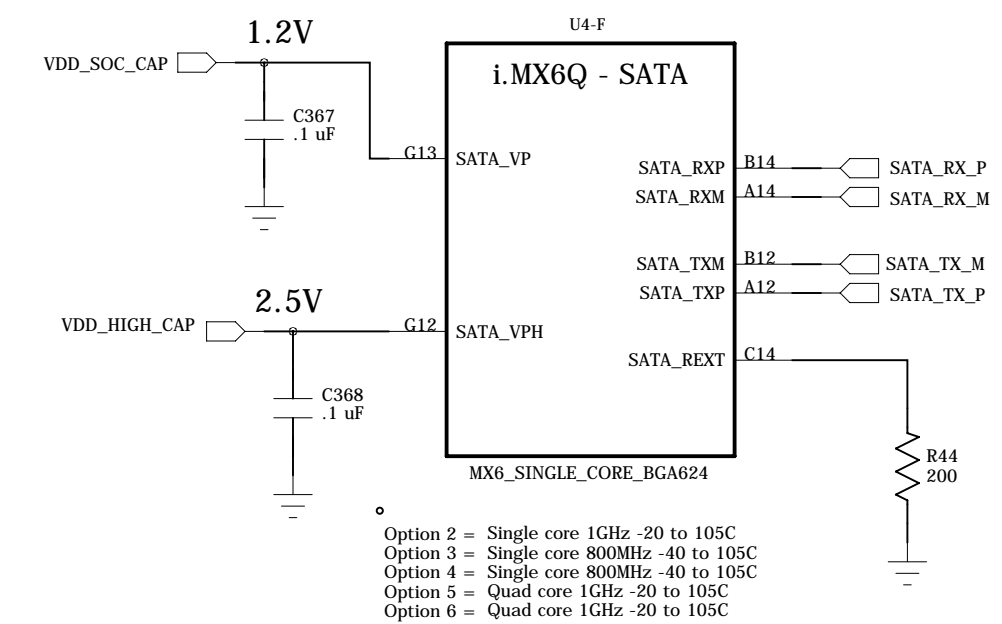 U4-F
1.2V
VDD_SOC_CAP
i.MX6Q - SATA
C367
.1 uF
G13
SATA_VP
SATA_RXP
B14
SATA_RX_P
SATA_RXM
A14
SATA_RX_M
SATA_TXM
B12
SATA_TX_M
SATA_TXP
A12
SATA_TX_P
2.5V
VDD_HIGH_CAP
G12
SATA_VPH
SATA_REXT
C14
C368
.1 uF
R44
200
MX6_SINGLE_CORE_BGA624
Option 2 = Single core 1GHz -20 to 105C
Option 3 = Single core 800MHz -40 to 105C
Option 4 = Single core 800MHz -40 to 105C
Option 5 = Quad core 1GHz -20 to 105C
Option 6 = Quad core 1GHz -20 to 105C